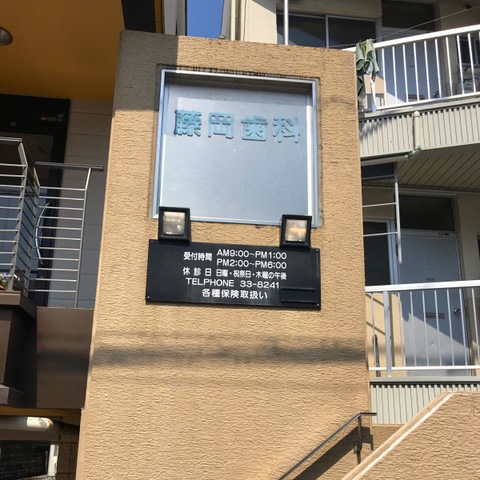 藤岡歯科
受付時間 AM9:00~PM1:00
PM2:00~PM6:00
休診日 日曜・祝祭日・木曜の午後
TELPHONE 33-8241
各種保険取扱い